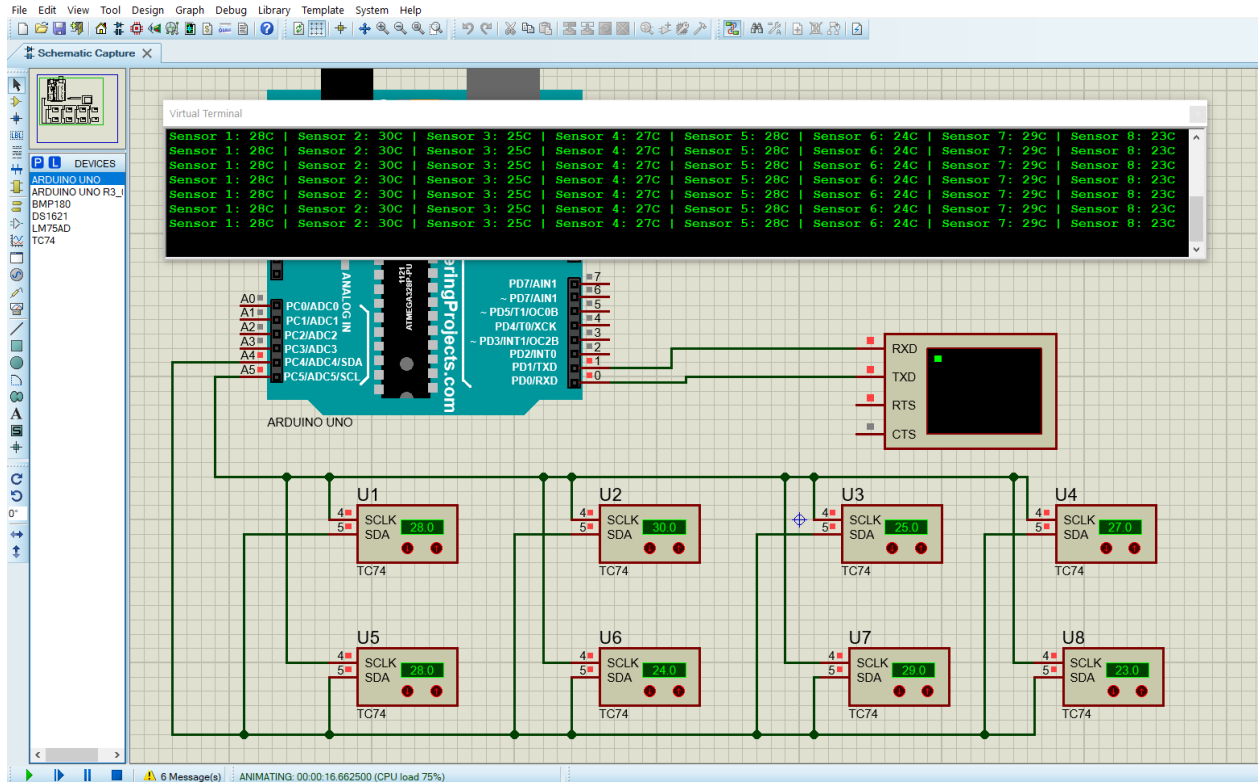 File Edit View Tool Design Graph Debug Library Template System Help
Schematic Capture
Virtual Terminal
Sensor 1: 28C | Sensor 2: 30C | Sensor 3: 25C | Sensor 4: 27C | Sensor 5: 28C | Sensor 6: 24C | Sensor 7: 29C | Sensor 8: 23C
Sensor 1: 28C | Sensor 2: 30C | Sensor 3: 25C | Sensor 4: 27C | Sensor 5: 28C | Sensor 6: 24C | Sensor 7: 29C | Sensor 8: 23C
Sensor 1: 28C | Sensor 2: 30C | Sensor 3: 25C | Sensor 4: 27C | Sensor 5: 28C | Sensor 6: 24C | Sensor 7: 29C | Sensor 8: 23C
Sensor 1: 28C | Sensor 2: 30C | Sensor 3: 25C | Sensor 4: 27C | Sensor 5: 28C | Sensor 6: 24C | Sensor 7: 29C | Sensor 8: 23C
Sensor 1: 28C | Sensor 2: 30C | Sensor 3: 25C | Sensor 4: 27C | Sensor 5: 28C | Sensor 6: 24C | Sensor 7: 29C | Sensor 8: 23C
Sensor 1: 28C | Sensor 2: 30C | Sensor 3: 25C | Sensor 4: 27C | Sensor 5: 28C | Sensor 6: 24C | Sensor 7: 29C | Sensor 8: 23C
Sensor 1: 28C | Sensor 2: 30C | Sensor 3: 25C | Sensor 4: 27C | Sensor 5: 28C | Sensor 6: 24C | Sensor 7: 29C | Sensor 8: 23C
P L DEVICES
ARDUINO UNO
ARDUINO UNO R3_
BMP180
DS1621
LM75AD
TC74
LBL
A
S
0°
A0
A1
A2
A3
A4
A5
PC0/ADC0
PC1/ADC1
PC2/ADC2
PC3/ADC3
PC4/ADC4/SDA
PC5/ADC5/SCL
ANALOG IN
ATMEGA328P-PU
1121
eringProjects.com
PD7/AIN1
~ PD7/AIN1
~ PD5/T1/OC0B
PD4/T0/XCK
~ PD3/INT1/OC2B
PD2/INT0
PD1/TXD
PD0/RXD
7
6
5
4
3
2
1
0
ARDUINO UNO
RXD
TXD
RTS
CTS
U1
4
5
SCLK
SDA
28.0
TC74
U2
4
5
SCLK
SDA
30.0
TC74
U3
4
5
SCLK
SDA
25.0
TC74
U4
4
5
SCLK
SDA
27.0
TC74
U5
4
5
SCLK
SDA
28.0
TC74
U6
4
5
SCLK
SDA
24.0
TC74
U7
4
5
SCLK
SDA
29.0
TC74
U8
4
5
SCLK
SDA
23.0
TC74
6 Message(s)
ANIMATING: 00:00:16.662500 (CPU load 75%)